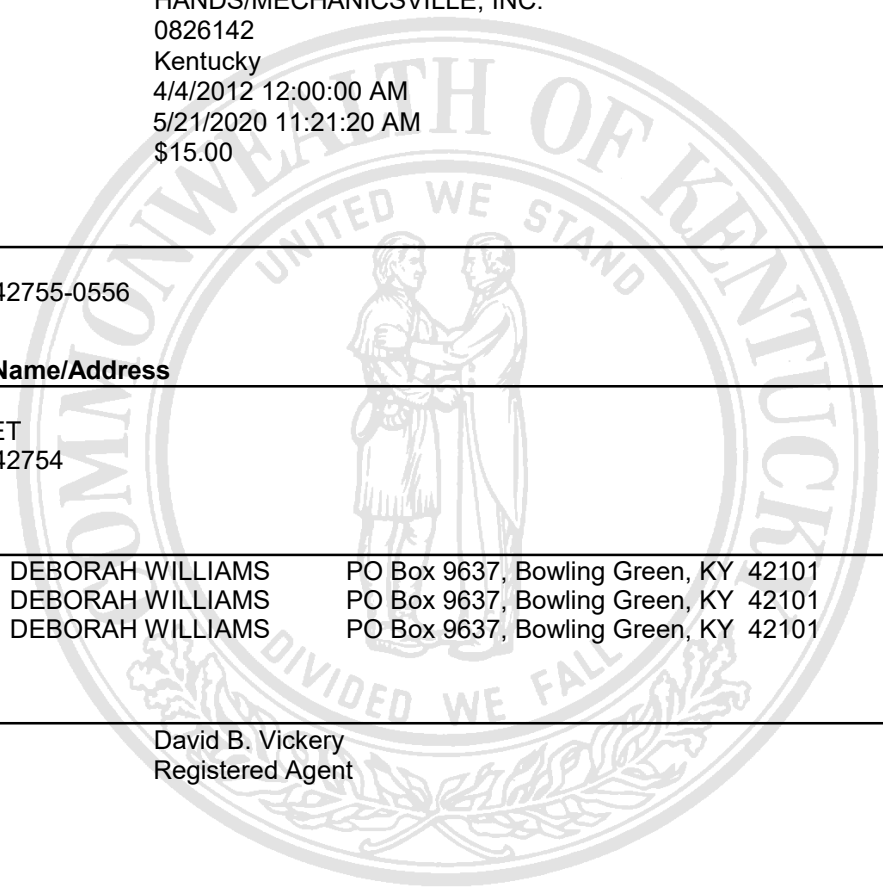 HANDS/MECHANICSVILLE, INC.
0826142
Kentucky
4/4/2012 12:00:00 AM
5/21/2020 11:21:20 AM
$15.00
COMMONWEALTH OF KENTUCKY
UNITED WE STAND
42755-0556
Name/Address
ET
42754
DEBORAH WILLIAMS PO Box 9637, Bowling Green, KY 42101
DEBORAH WILLIAMS PO Box 9637, Bowling Green, KY 42101
DEBORAH WILLIAMS PO Box 9637, Bowling Green, KY 42101
DIVIDED WE FALL
David B. Vickery
Registered Agent